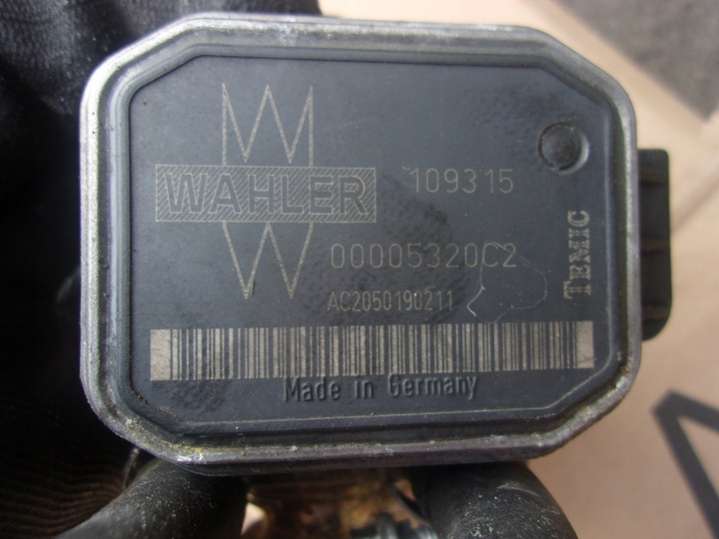 WAHLER
109315
00005320C2
AC2050190211
TEMIC
Made in Germany